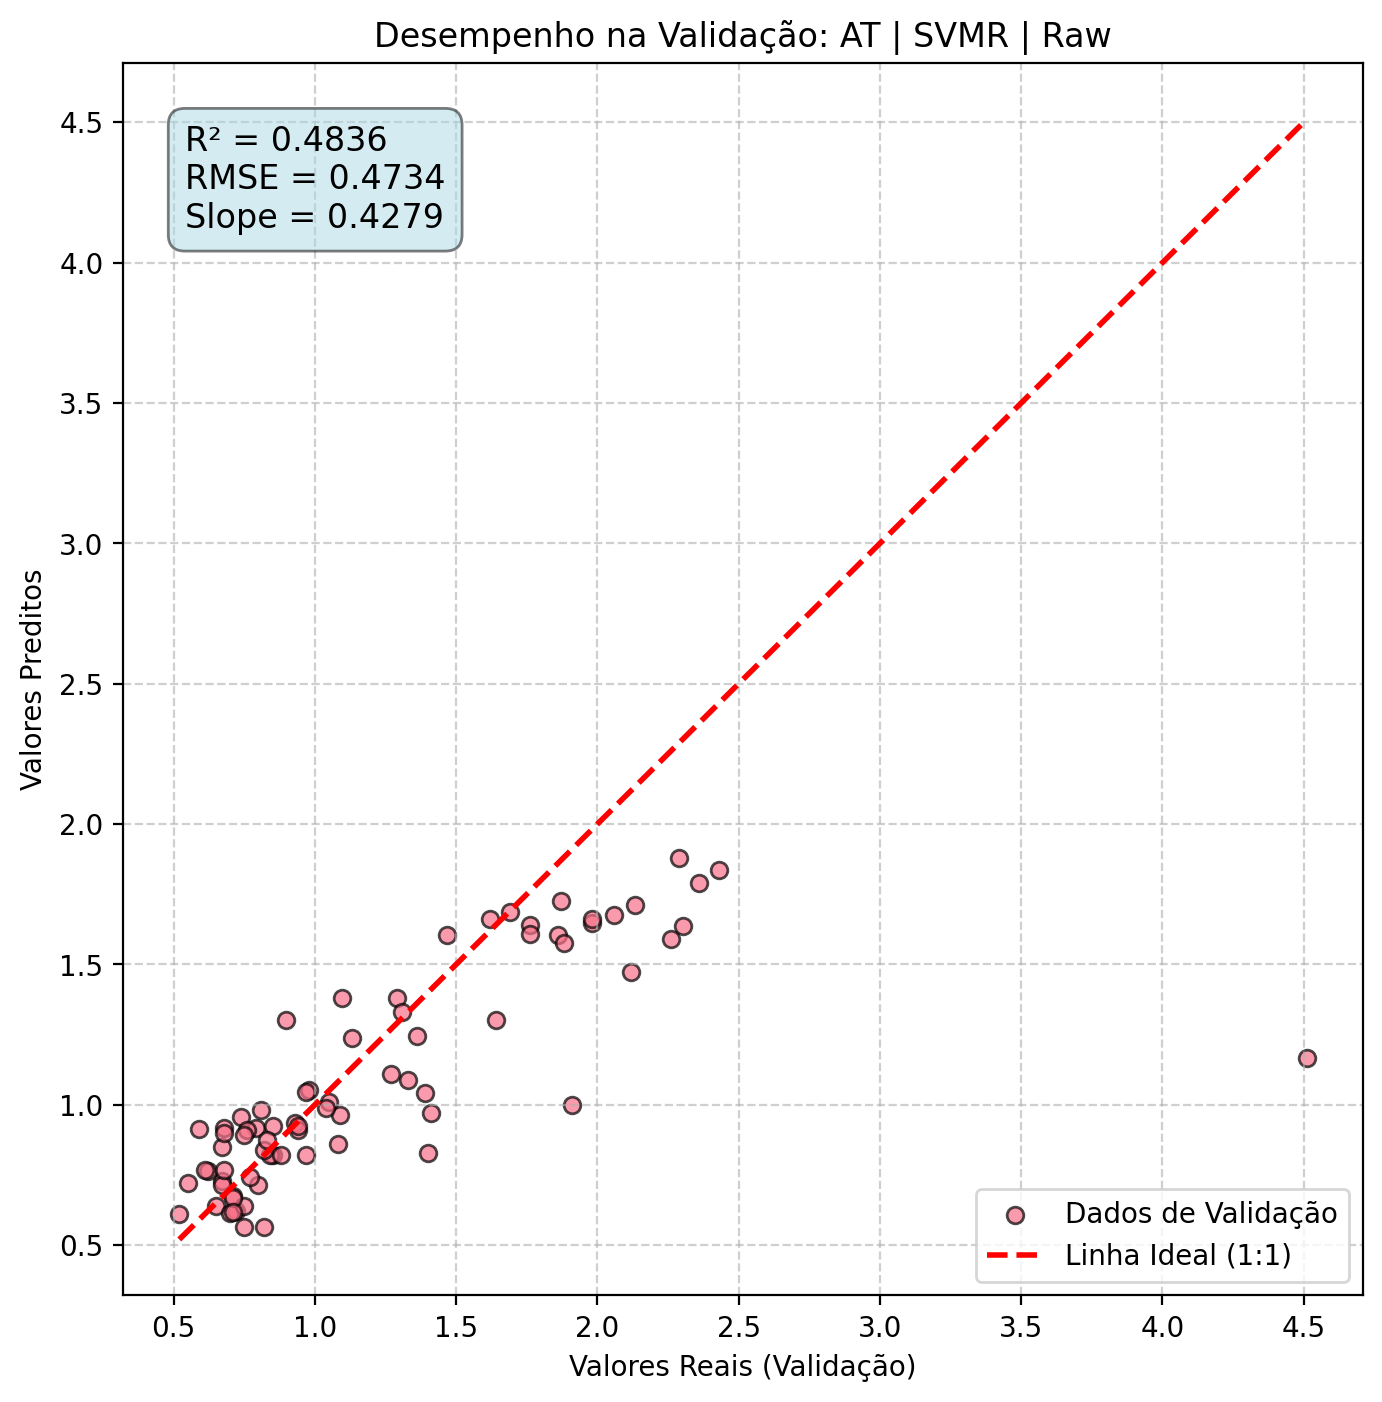 Desempenho na Validação: AT | SVMR | Raw
R² = 0.4836
RMSE = 0.4734
Slope = 0.4279
4.5
4.0
3.5
3.0
2.5
2.0
1.5
1.0
0.5
Valores Preditos
Dados de Validação
Linha Ideal (1:1)
0.5 1.0 1.5 2.0 2.5 3.0 3.5 4.0 4.5
Valores Reais (Validação)